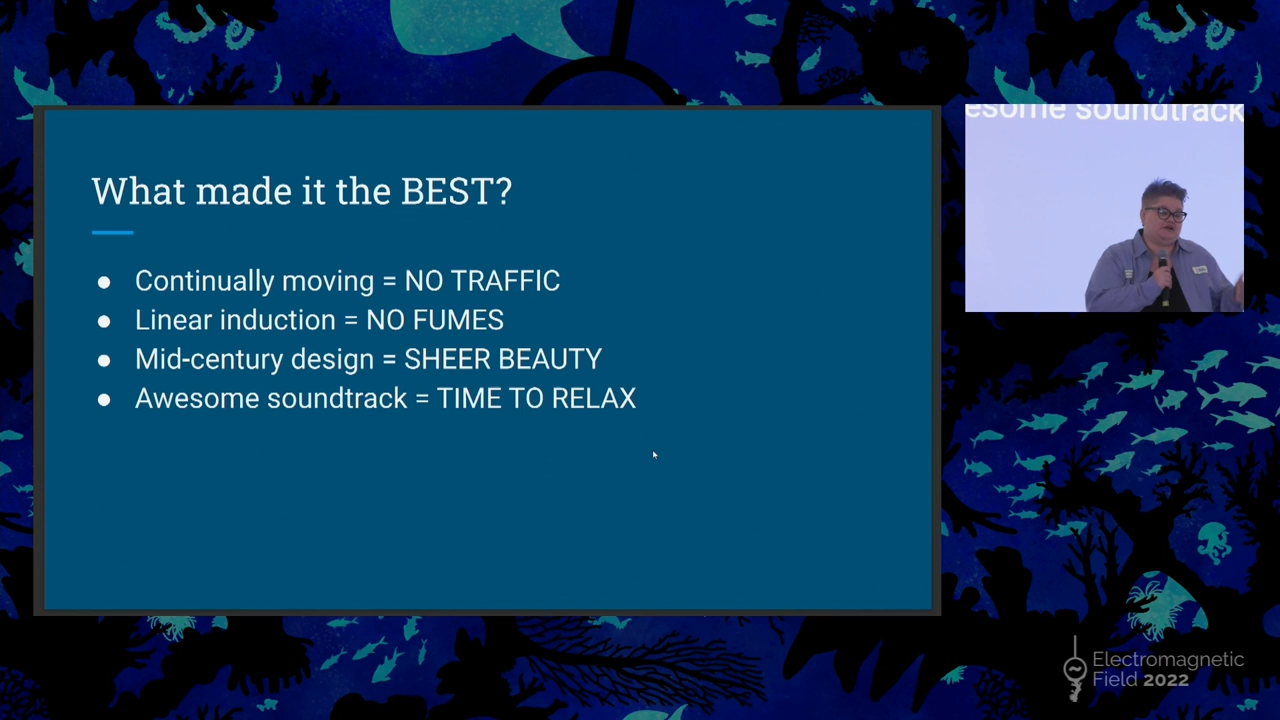 What made it the BEST?
Continually moving = NO TRAFFIC
Linear induction = NO FUMES
Mid-century design = SHEER BEAUTY
Awesome soundtrack = TIME TO RELAX
esome soundtrack
Electromagnetic
Field 2022